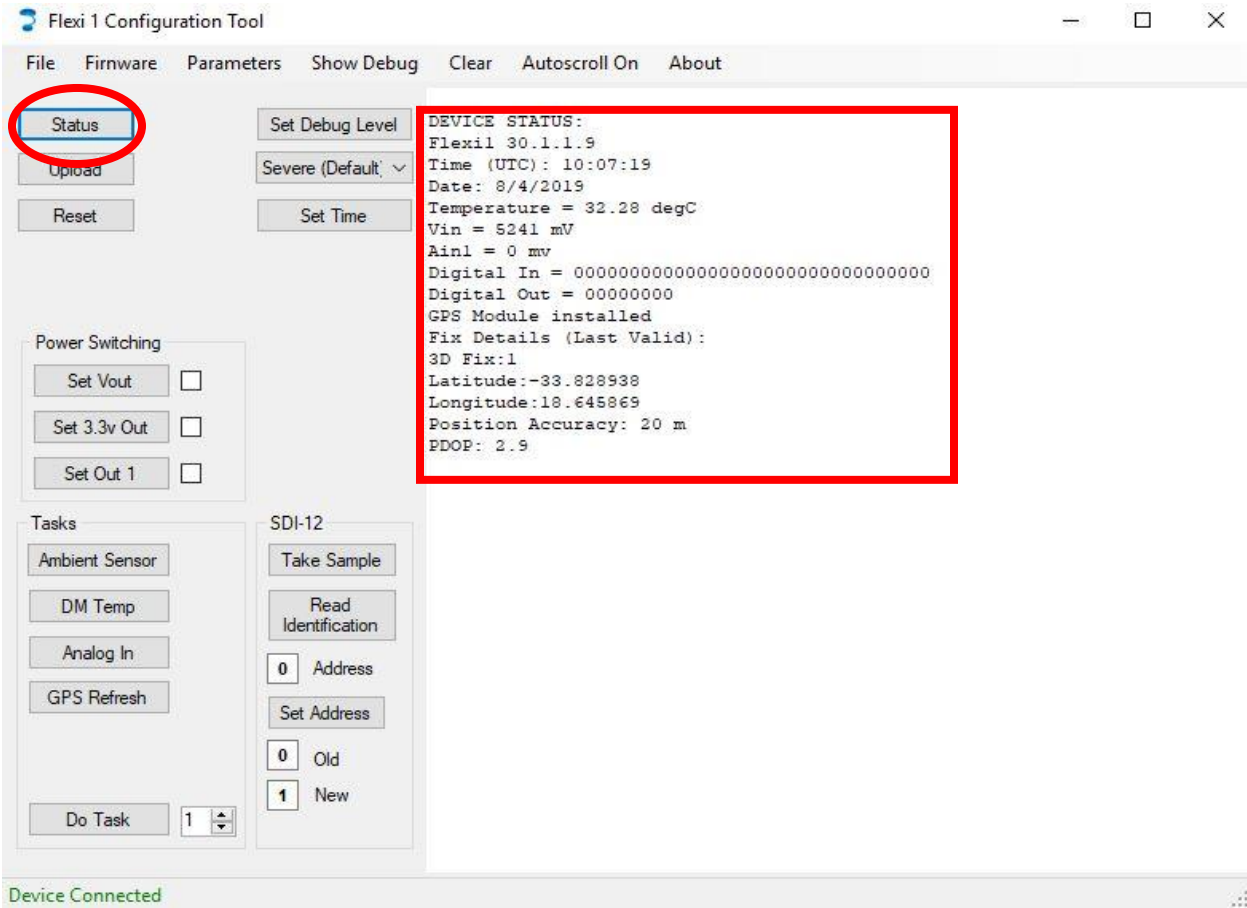 Flexi 1 Configuration Tool
File Firnware Parameters Show Debug Clear Autoscroll On About
Status
Set Debug Level
Upload
Severe (Default)
Reset
Set Time
Power Switching
Set Vout
Set 3.3v Out
Set Out 1
Tasks
Ambient Sensor
DM Temp
Analog In
GPS Refresh
Do Task
1
SDI-12
Take Sample
Read
Identification
0 Address
Set Address
0 Old
1 New
DEVICE STATUS:
Flexi1 30.1.1.9
Time (UTC): 10:07:19
Date: 8/4/2019
Temperature = 32.28 degC
Vin = 5241 mV
Ain1 = 0 mv
Digital In = 00000000000000000000000000000000
Digital Out = 00000000
GPS Module installed
Fix Details (Last Valid):
3D Fix:1
Latitude:-33.828938
Longitude:18.645869
Position Accuracy: 20 m
PDOP: 2.9
Device Connected